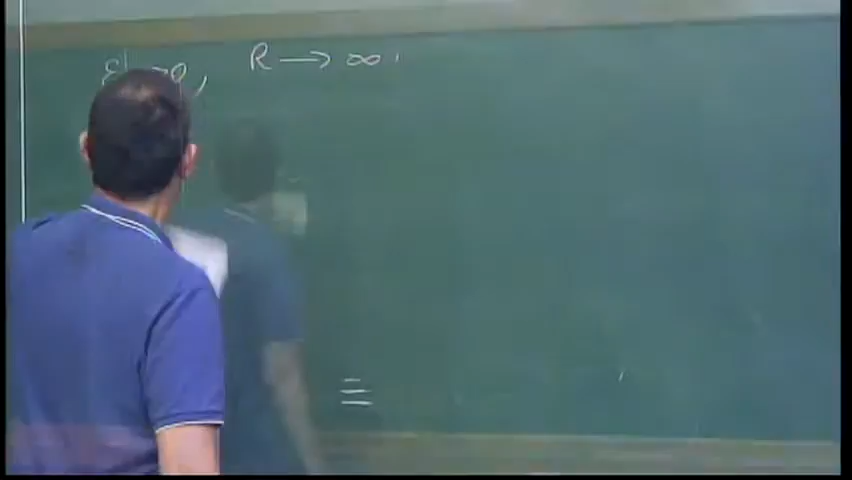 ε → 0, R → ∞.
≡